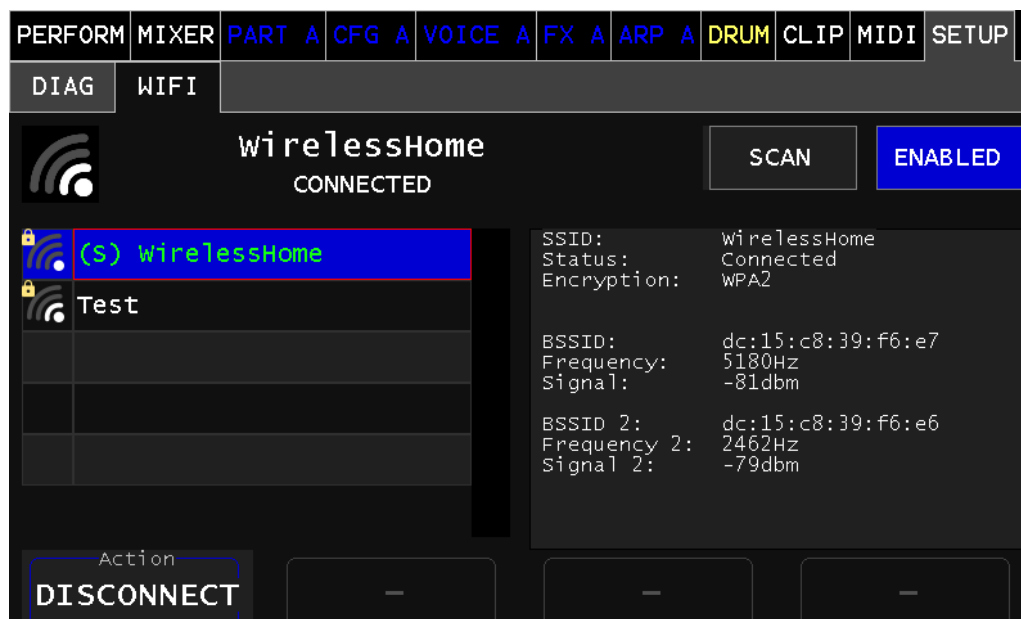 PERFORM MIXER PART A CFG A VOICE A FX A ARP A DRUM CLIP MIDI SETUP
DIAG WIFI
WirelessHome
CONNECTED
SCAN
ENABLED
(S) WirelessHome
Test
SSID: WirelessHome
Status: Connected
Encryption: WPA2
BSSID: dc:15:c8:39:f6:e7
Frequency: 5180Hz
Signal: -81dbm
BSSID 2: dc:15:c8:39:f6:e6
Frequency 2: 2462Hz
Signal 2: -79dbm
Action
DISCONNECT – – –